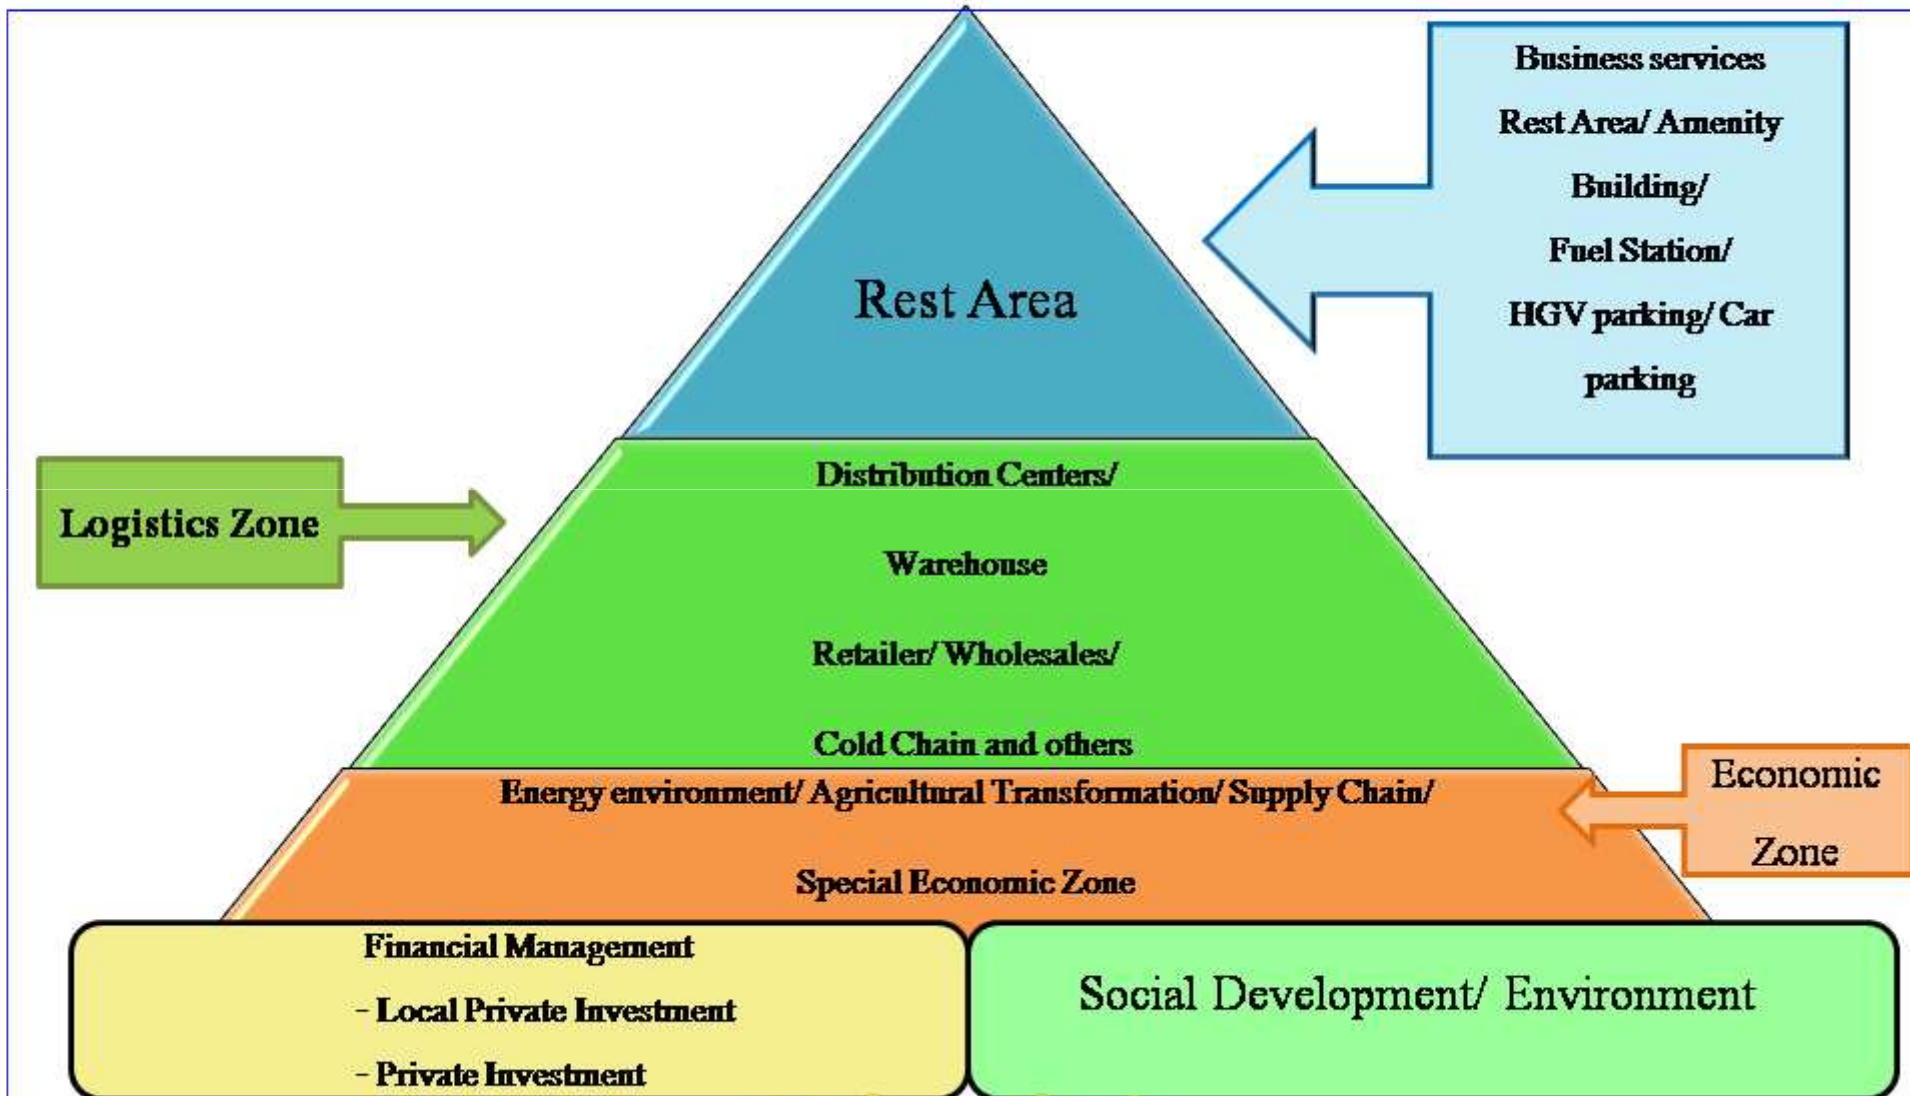 Business services
Rest Area/ Amenity
Building/
Fuel Station/
HGV parking/ Car
parking
Rest Area
Logistics Zone
Distribution Centers/
Warehouse
Retailer/ Wholesales/
Cold Chain and others
Economic
Zone
Energy environment/ Agricultural Transformation/ Supply Chain/
Special Economic Zone
Financial Management
- Local Private Investment
- Private Investment
Social Development/ Environment